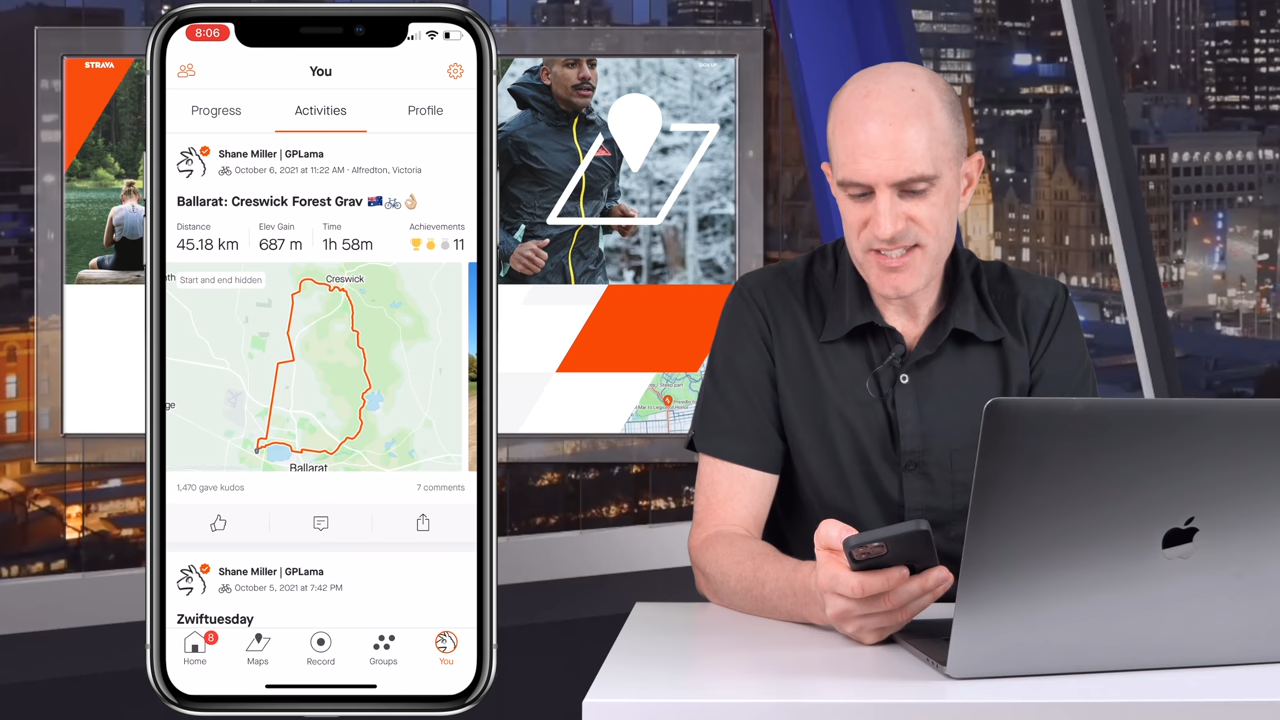 STRAVA
8:06
You
Progress
Activities
Profile
Shane Miller | GPLama
October 6, 2021 at 11:22 AM · Alfredton, Victoria
Ballarat: Creswick Forest Grav 🇦🇺🚲👌🏼
Distance
Elev Gain
Time
Achievements
45.18 km
687 m
1h 58m
11
Start and end hidden
Creswick
Ballarat
1,470 gave kudos
7 comments
Shane Miller | GPLama
October 5, 2021 at 7:42 PM
Zwiftuesday
8
Home
Maps
Record
Groups
You